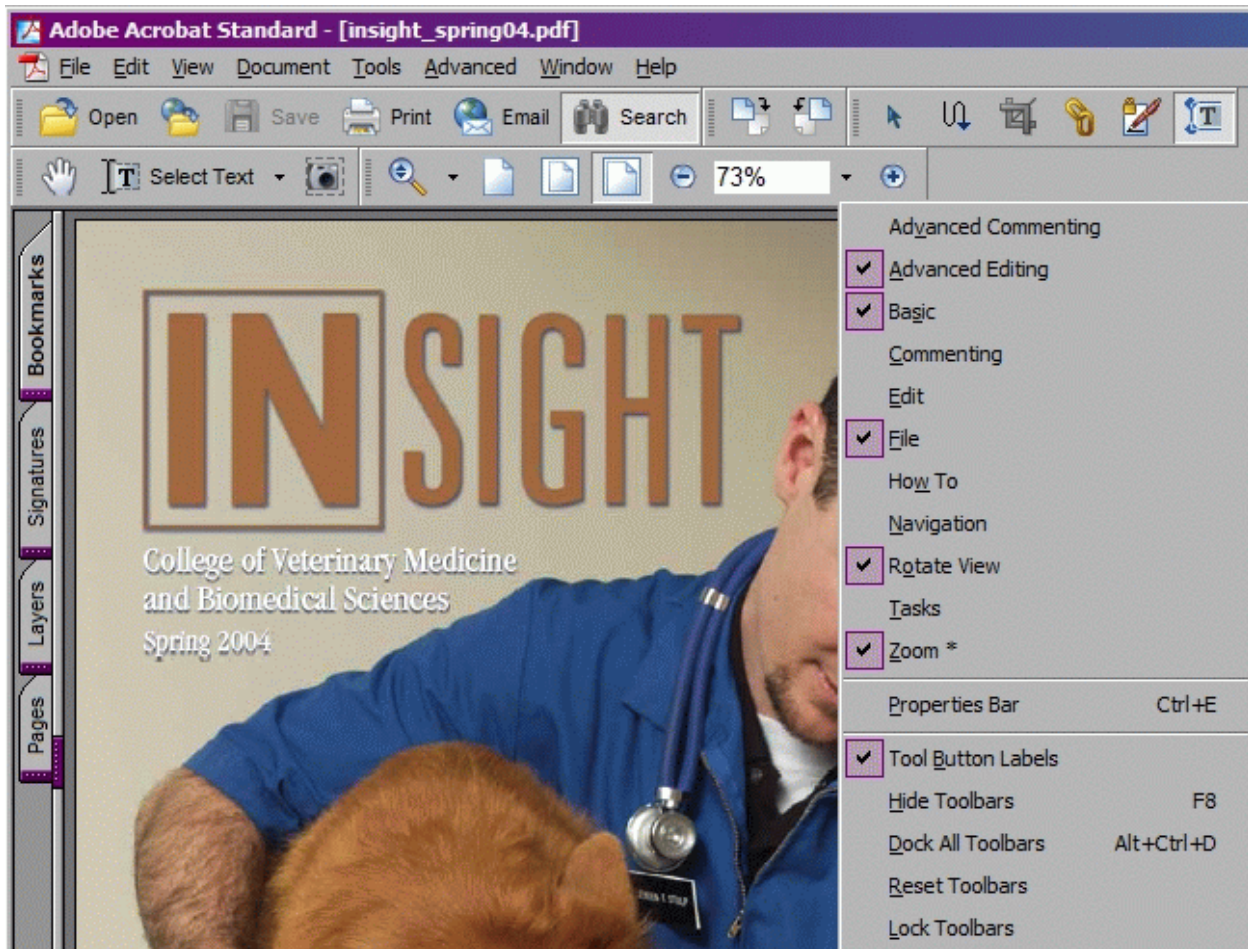 Adobe Acrobat Standard - [insight_spring04.pdf]
File Edit View Document Tools Advanced Window Help
Open Save Print Email Search
Select Text 73%
Bookmarks
Signatures
Layers
Pages
INSIGHT
College of Veterinary Medicine
and Biomedical Sciences
Spring 2004
Advanced Commenting
Advanced Editing
Basic
Commenting
Edit
File
How To
Navigation
Rotate View
Tasks
Zoom *
Properties Bar Ctrl+E
Tool Button Labels
Hide Toolbars F8
Dock All Toolbars Alt+Ctrl+D
Reset Toolbars
Lock Toolbars